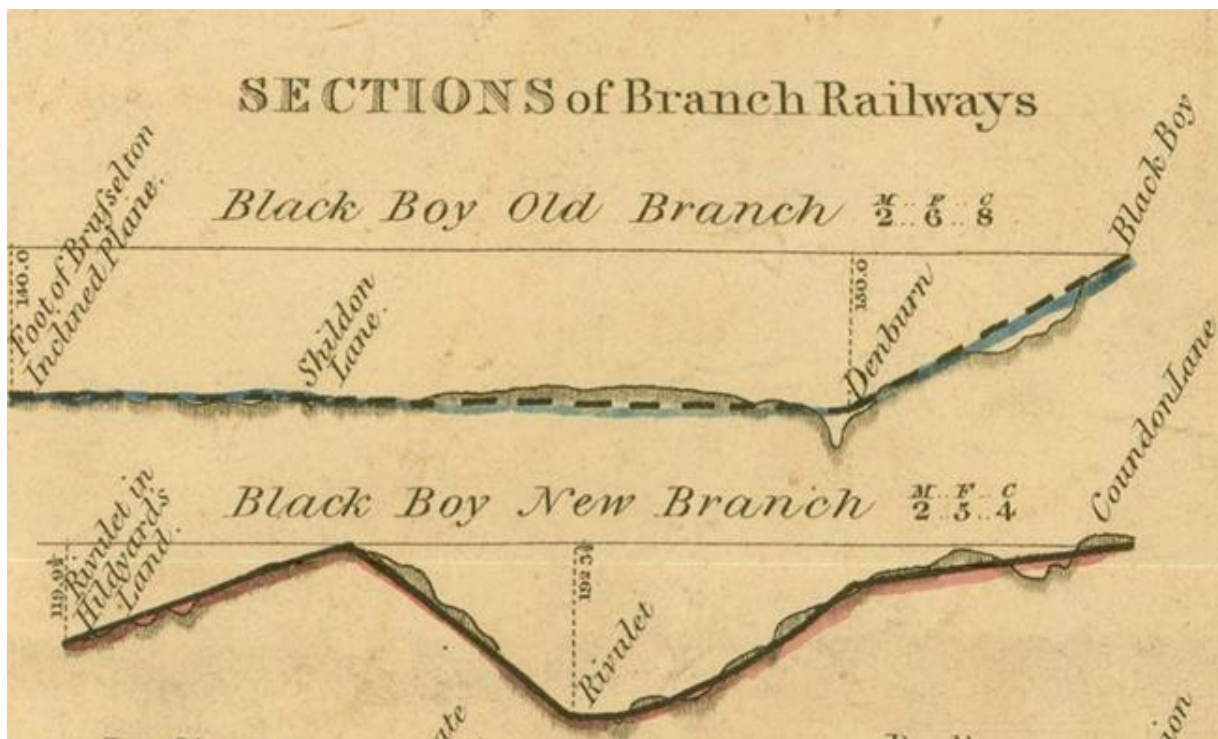 SECTIONS of Branch Railways
Black Boy Old Branch M.. F.. C
2.. 6.. 8
Foot of Bruſselton
Inclined Plane.
140.0
Shildon
Lane.
150.0
Denburn
Black Boy
Black Boy New Branch M.. F.. C
2.. 5.. 4
Rivulet in
Hildyard's
Land.
Rivulet
Coundon Lane